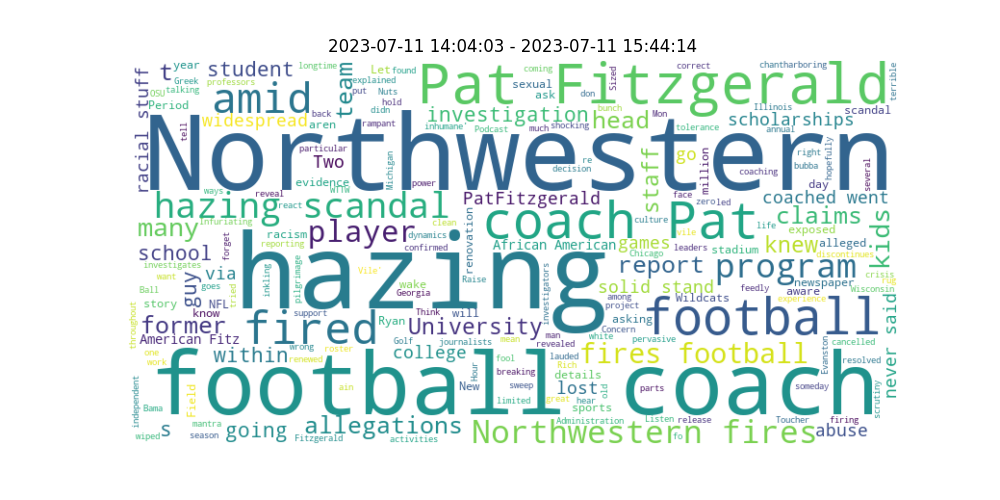 2023-07-11 14:04:03 - 2023-07-11 15:44:14
Northwestern
hazing
football coach
Pat Fitzgerald
football
fired
coach Pat
hazing scandal
Northwestern fires
fires football
program
player
amid
University
allegations
investigation
head
team
student
widespread
racial stuff
t
year
Greek
talking
professors
OSU
Period
tell
longtime
explained
Let
found
put
Nuts
didn
hold
back
rampant
aren
particular
Two
evidence
WTTW
reveal
react
ways
infuriating
many
school
racism
reporting
forget
inkling
pilgrimage
Michigan
power
inhumane'
Podcast
much
shocking
sexual
ask
coming
don
bunch
Sized
correct
Mon
tolerance
chantharboring
terrible
Illinois
scholarships
scandal
annual
staff
go
million
right
bubba
hopefully
several
day
coaching
decision
re
face
zero
led
coached went
PatFitzgerald
culture
vile
life
claims
exposed
kids
African American
games
leaders
stadium
knew
alleged
discontinues
Chicago
renovation
dynamics
clean
confirmed
report
newspaper
crisis
aware
feedly
Wisconsin
solid stand
among
project
Wildcats
experience
never said
investigates
want
goes
via
tried
Ball
story
guy
NFL
know
former
American Fitz
support
wake
Georgia
Vile'
Raise
investigators
Think
will
Ryan
asking
Concern
white
pervasive
cancelled
throughout
one
work
within
wrong
renewed
roster
Golf
journalists
mean
man
revealed
college
fool
lauded
Rich
details
Hour
breaking
New
sweep
limited
great
lost
hear
old
parts
sports
someday
Evanston
resolved
scrutiny
independent
Bama
Field
ain
mantra
wiped
s
season
going
Fitzgerald
activities
Administration
fo
Listen
release
Toucher
firing
abuse